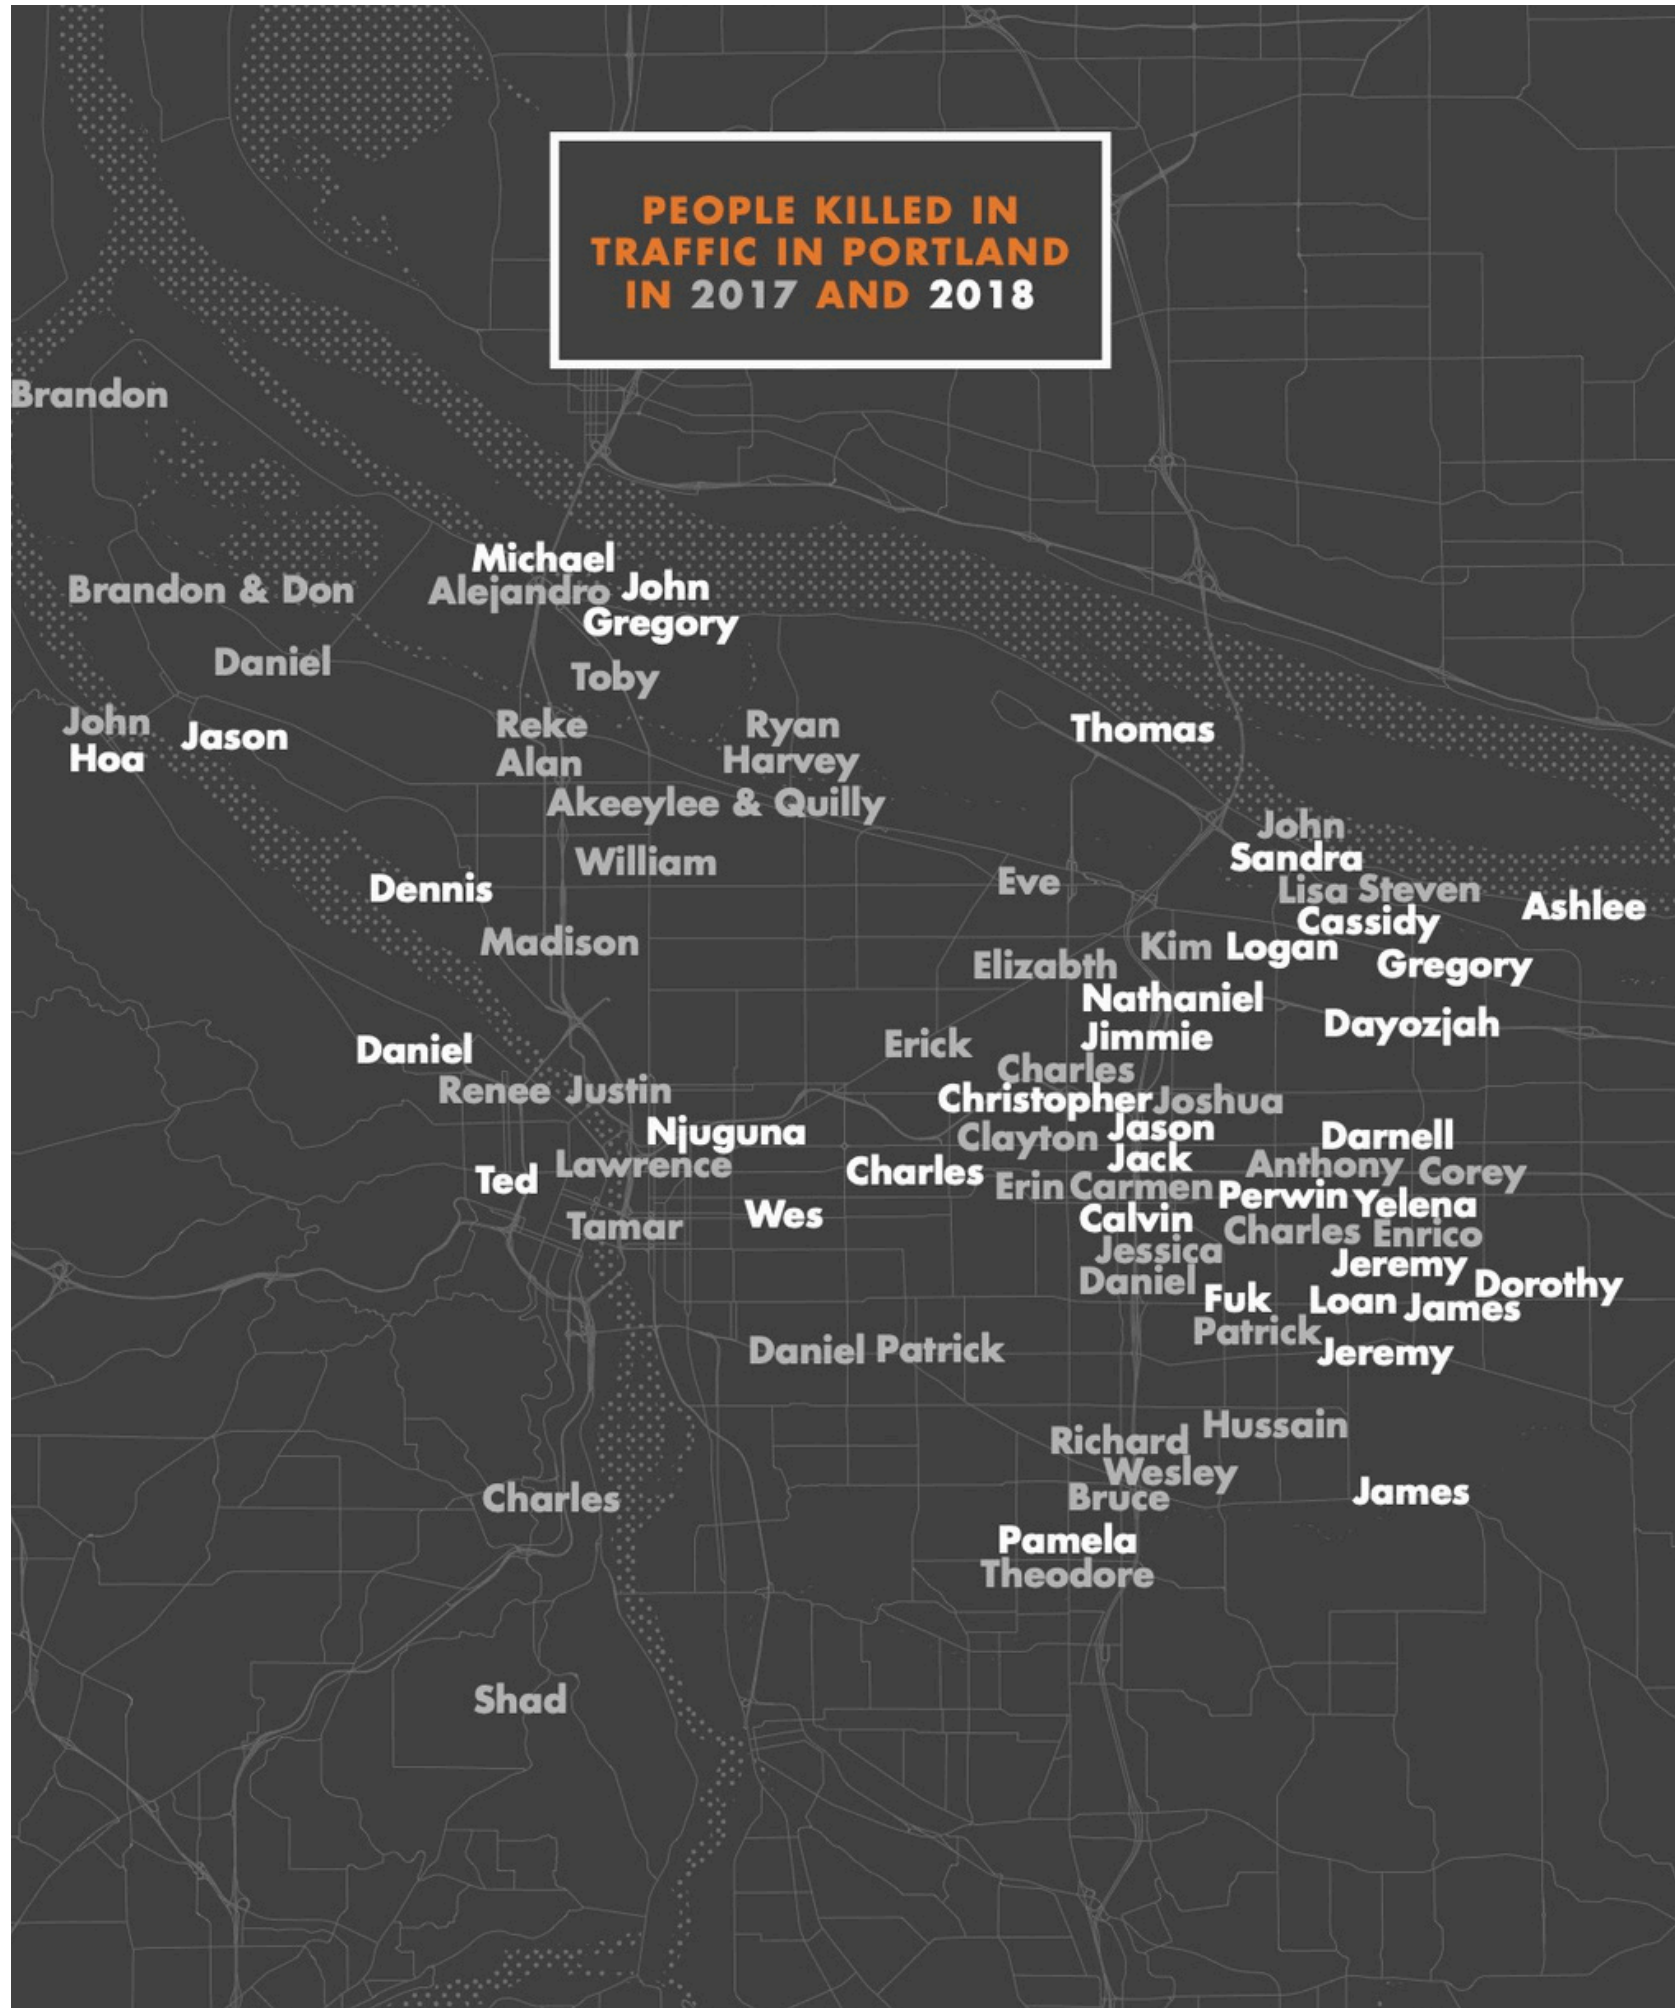 PEOPLE KILLED IN
TRAFFIC IN PORTLAND
IN 2017 AND 2018
Brandon
Michael
Brandon & Don
Alejandro John
Gregory
Daniel
Toby
John
Jason
Hoa
Reke
Alan
Ryan
Harvey
Thomas
Akeeylee & Quilly
John
William
Sandra
Dennis
Eve
Lisa Steven
Ashlee
Cassidy
Madison
Kim Logan
Elizabth
Gregory
Nathaniel
Dayozjah
Jimmie
Erick
Daniel
Charles
Renee Justin
Christopher Joshua
Njuguna
Clayton Jason
Darnell
Jack
Lawrence
Charles
Anthony Corey
Ted
Erin Carmen Perwin Yelena
Wes
Calvin
Tamar
Charles Enrico
Jessica
Jeremy
Daniel
Dorothy
Fuk
Loan James
Patrick
Daniel Patrick
Jeremy
Hussain
Richard
Wesley
Charles
Bruce
James
Pamela
Theodore
Shad